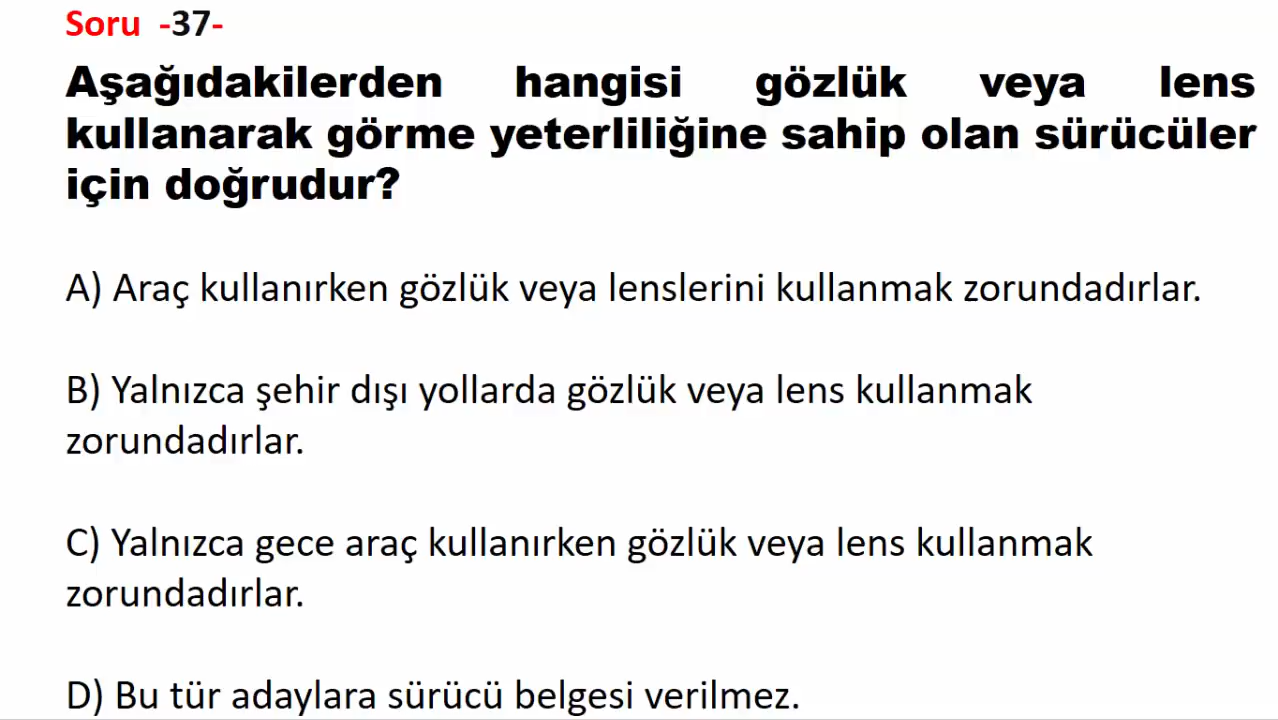 Soru -37-
Aşağıdakilerden hangisi gözlük veya lens
kullanarak görme yeterliliğine sahip olan sürücüler
için doğrudur?
A) Araç kullanırken gözlük veya lenslerini kullanmak zorundadırlar.
B) Yalnızca şehir dışı yollarda gözlük veya lens kullanmak
zorundadırlar.
C) Yalnızca gece araç kullanırken gözlük veya lens kullanmak
zorundadırlar.
D) Bu tür adaylara sürücü belgesi verilmez.